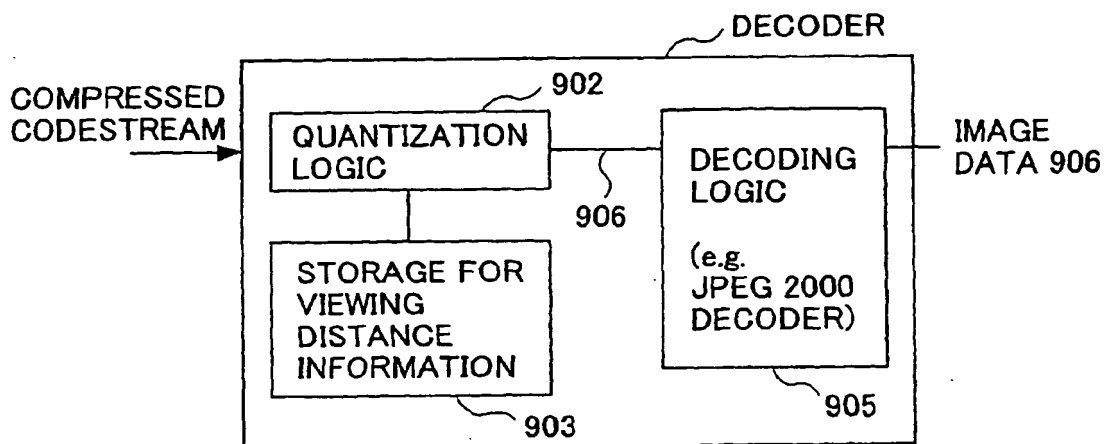 DECODER
COMPRESSED
CODESTREAM
902
QUANTIZATION
LOGIC
906
DECODING
LOGIC
(e.g.
JPEG 2000
DECODER)
IMAGE
DATA 906
STORAGE FOR
VIEWING
DISTANCE
INFORMATION
903
905